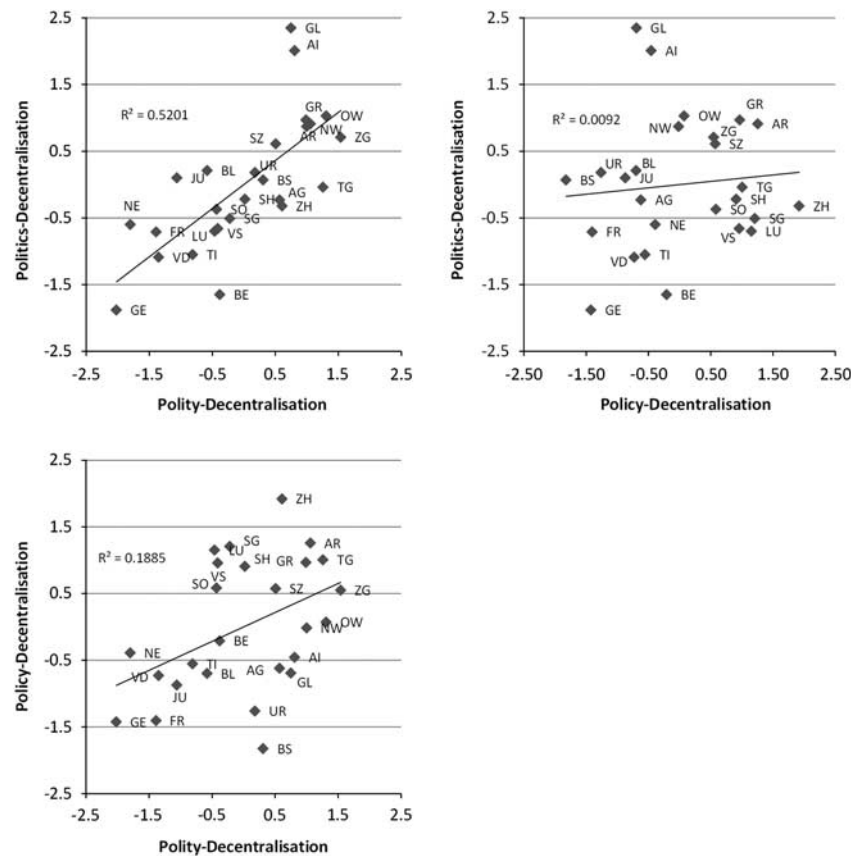 2.5
GL
AI
1.5
R² = 0.5201
GR
OW
NW
SZ
AR
ZG
0.5
BL
UR
JU
BS
TG
AG
NE
SO
SH
ZH
-0.5
SG
FR
LU
VS
VD
TI
-1.5
BE
GE
-2.5
-2.5 -1.5 -0.5 0.5 1.5 2.5
Politics-Decentralisation
Polity-Decentralisation
2.5
GL
AI
1.5
R² = 0.0092
GR
OW
NW
AR
ZG
SZ
0.5
UR
BL
BS
JU
TG
AG
SH
SO
ZH
-0.5
NE
SG
FR
VS
LU
VD
TI
-1.5
BE
GE
-2.5
-2.50 -1.50 -0.50 0.50 1.50 2.50
Politics-Decentralisation
Policy-Decentralisation
2.5
ZH
1.5
SG
AR
R² = 0.1885
LU
SH
GR
TG
VS
SO
SZ
ZG
0.5
OW
NW
BE
NE
-0.5
TI
AI
VD
BL
AG
GL
JU
UR
GE
FR
-1.5
BS
-2.5
-2.5 -1.5 -0.5 0.5 1.5 2.5
Policy-Decentralisation
Polity-Decentralisation